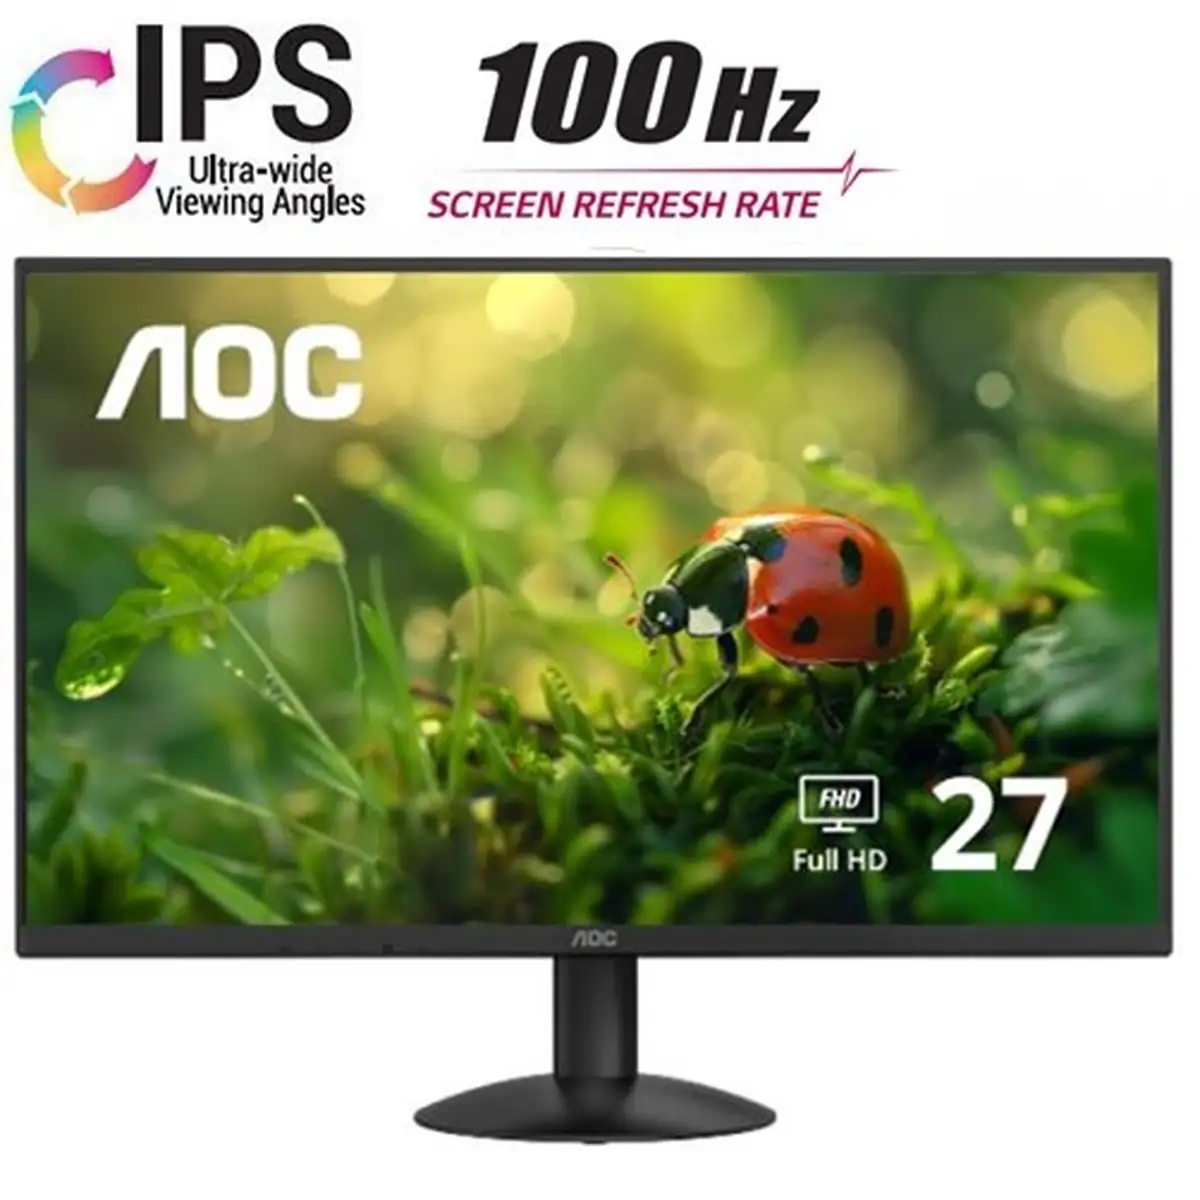 IPS
Ultra-wide
Viewing Angles
100Hz
SCREEN REFRESH RATE
AOC
FHD
Full HD
27
AOC